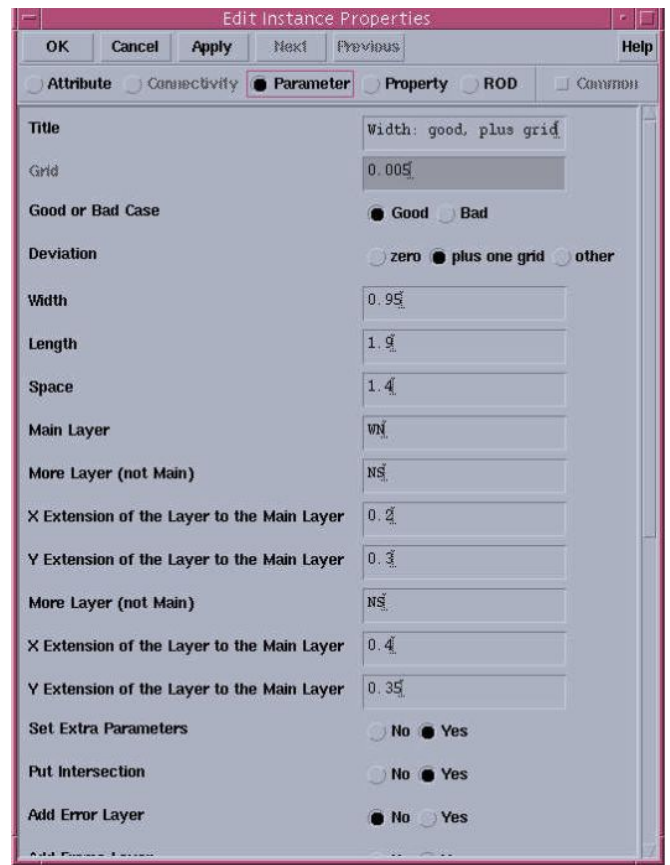 Edit Instance Properties
OK Cancel Apply Next Previous Help
Attribute Connectivity Parameter Property ROD Common
Title Width: good, plus grid
Grid 0.005
Good or Bad Case Good Bad
Deviation zero plus one grid other
Width 0.95
Length 1.9
Space 1.4
Main Layer WN
More Layer (not Main) NS
X Extension of the Layer to the Main Layer 0.2
Y Extension of the Layer to the Main Layer 0.3
More Layer (not Main) NS
X Extension of the Layer to the Main Layer 0.4
Y Extension of the Layer to the Main Layer 0.35
Set Extra Parameters No Yes
Put Intersection No Yes
Add Error Layer No Yes